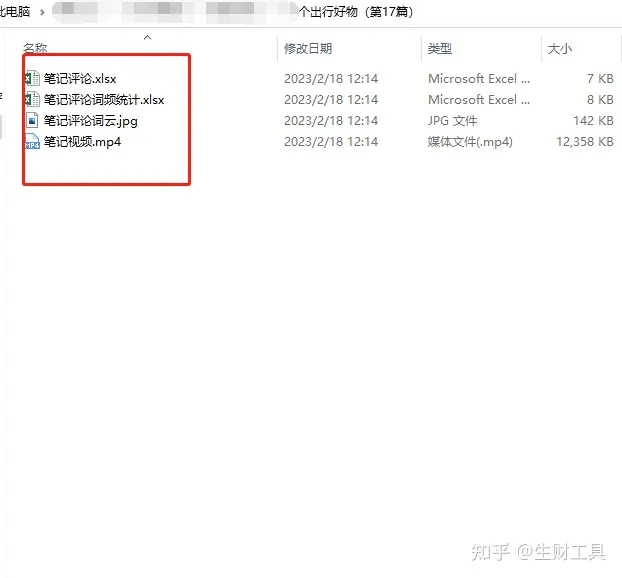 此电脑 › 个出行好物（第17篇）
名称 修改日期 类型 大小
笔记评论.xlsx 2023/2/18 12:14 Microsoft Excel ... 7 KB
笔记评论词频统计.xlsx 2023/2/18 12:14 Microsoft Excel ... 8 KB
笔记评论词云.jpg 2023/2/18 12:14 JPG 文件 142 KB
笔记视频.mp4 2023/2/18 12:14 媒体文件(.mp4) 12,358 KB
知乎 @生财工具